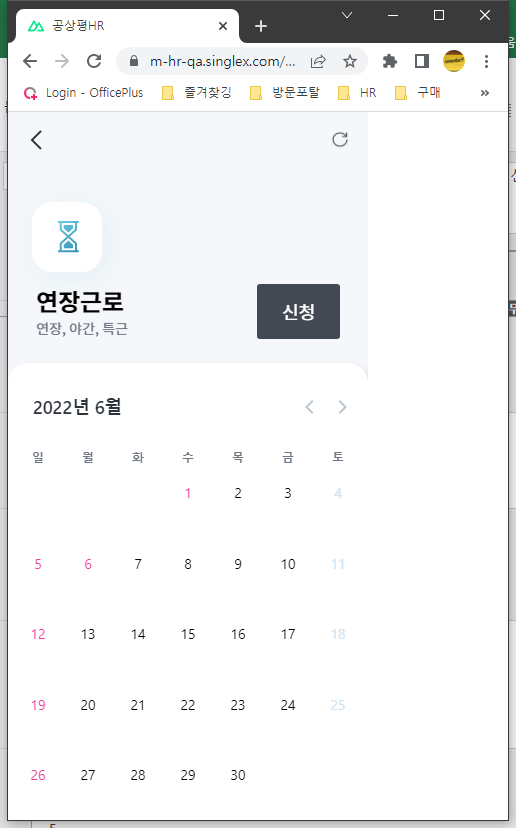 공상평HR
m-hr-qa.singlex.com/...
Login - OfficePlus 즐겨찾깅 방문포탈 HR 구매 »
연장근로
연장, 야간, 특근
신청
2022년 6월
일 월 화 수 목 금 토
1 2 3 4
5 6 7 8 9 10 11
12 13 14 15 16 17 18
19 20 21 22 23 24 25
26 27 28 29 30